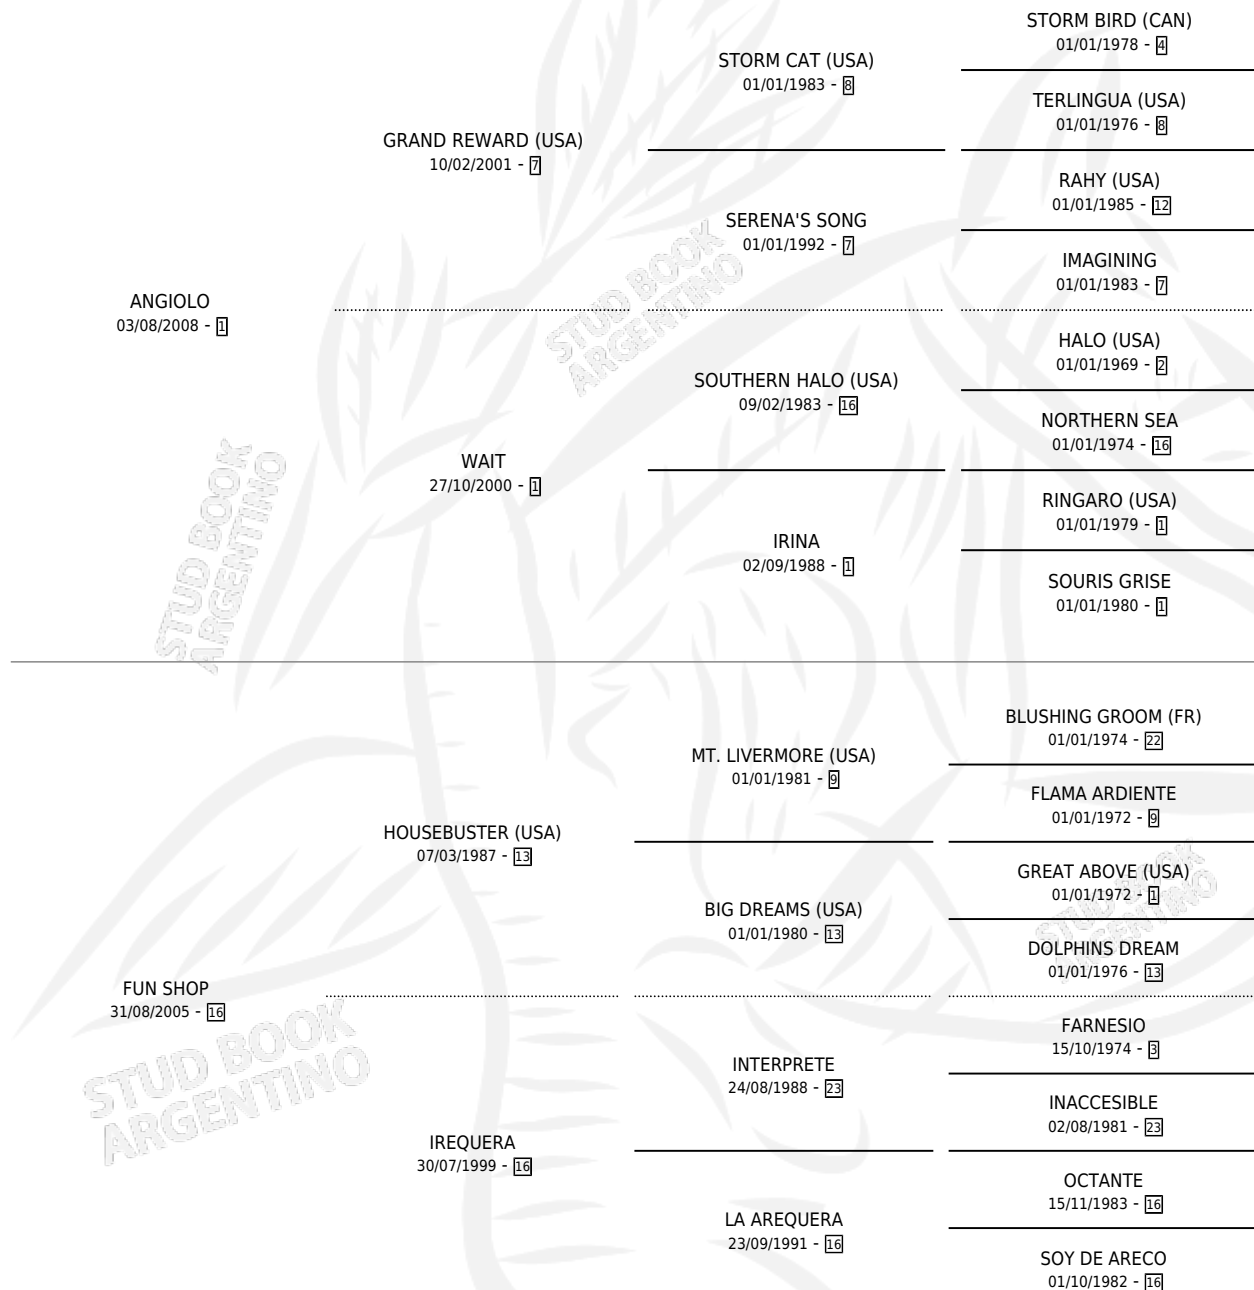 STORM BIRD (CAN)
01/01/1978 - 4
STORM CAT (USA)
01/01/1983 - 8
TERLINGUA (USA)
01/01/1976 - 8
GRAND REWARD (USA)
10/02/2001 - 7
RAHY (USA)
01/01/1985 - 12
SERENA'S SONG
01/01/1992 - 7
IMAGINING
01/01/1983 - 7
ANGIOLO
03/08/2008 - 1
HALO (USA)
01/01/1969 - 2
SOUTHERN HALO (USA)
09/02/1983 - 16
NORTHERN SEA
01/01/1974 - 16
WAIT
27/10/2000 - 1
RINGARO (USA)
01/01/1979 - 1
IRINA
02/09/1988 - 1
SOURIS GRISE
01/01/1980 - 1
BLUSHING GROOM (FR)
01/01/1974 - 22
MT. LIVERMORE (USA)
01/01/1981 - 9
FLAMA ARDIENTE
01/01/1972 - 9
HOUSEBUSTER (USA)
07/03/1987 - 13
GREAT ABOVE (USA)
01/01/1972 - 1
BIG DREAMS (USA)
01/01/1980 - 13
DOLPHINS DREAM
01/01/1976 - 13
FUN SHOP
31/08/2005 - 16
FARNESIO
15/10/1974 - 3
INTERPRETE
24/08/1988 - 23
INACCESIBLE
02/08/1981 - 23
IREQUERA
30/07/1999 - 16
OCTANTE
15/11/1983 - 16
LA AREQUERA
23/09/1991 - 16
SOY DE ARECO
01/10/1982 - 16
STUD BOOK
ARGENTINO
STUD BOOK
ARGENTINO
STUD BOOK
ARGENTINO
STUD BOOK
ARGENTINO